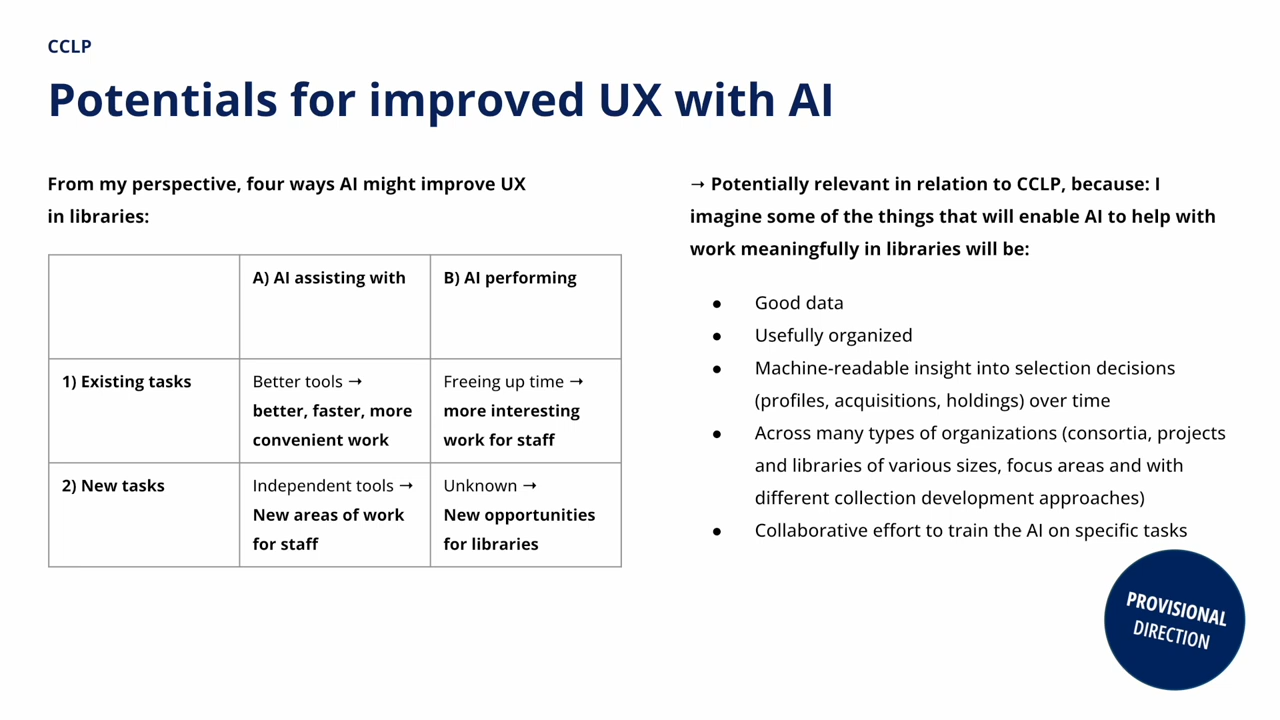 CCLP
Potentials for improved UX with AI
From my perspective, four ways AI might improve UX
in libraries:
A) AI assisting with
B) AI performing
1) Existing tasks
Better tools →
better, faster, more
convenient work
Freeing up time →
more interesting
work for staff
2) New tasks
Independent tools →
New areas of work
for staff
Unknown →
New opportunities
for libraries
→ Potentially relevant in relation to CCLP, because: I
imagine some of the things that will enable AI to help with
work meaningfully in libraries will be:
● Good data
● Usefully organized
● Machine-readable insight into selection decisions
(profiles, acquisitions, holdings) over time
● Across many types of organizations (consortia, projects
and libraries of various sizes, focus areas and with
different collection development approaches)
● Collaborative effort to train the AI on specific tasks
PROVISIONAL
DIRECTION